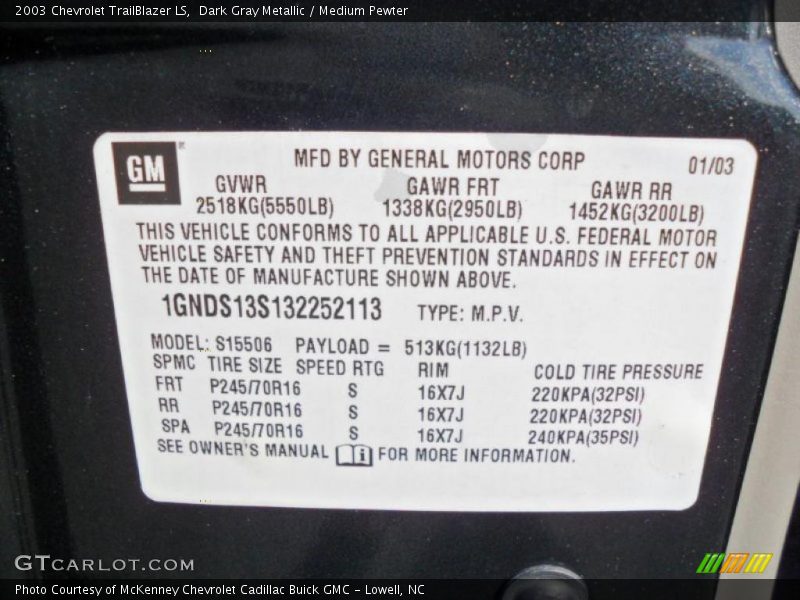 2003 Chevrolet TrailBlazer LS, Dark Gray Metallic / Medium Pewter
GM
MFD BY GENERAL MOTORS CORP 01/03
GVWR GAWR FRT GAWR RR
2518KG(5550LB) 1338KG(2950LB) 1452KG(3200LB)
THIS VEHICLE CONFORMS TO ALL APPLICABLE U.S. FEDERAL MOTOR
VEHICLE SAFETY AND THEFT PREVENTION STANDARDS IN EFFECT ON
THE DATE OF MANUFACTURE SHOWN ABOVE.
1GNDS13S132252113 TYPE: M.P.V.
MODEL: S15506 PAYLOAD = 513KG(1132LB)
SPMC TIRE SIZE SPEED RTG RIM COLD TIRE PRESSURE
FRT P245/70R16 S 16X7J 220KPA(32PSI)
RR P245/70R16 S 16X7J 220KPA(32PSI)
SPA P245/70R16 S 16X7J 240KPA(35PSI)
SEE OWNER'S MANUAL i FOR MORE INFORMATION.
GTCARLOT.COM
Photo Courtesy of McKenney Chevrolet Cadillac Buick GMC - Lowell, NC